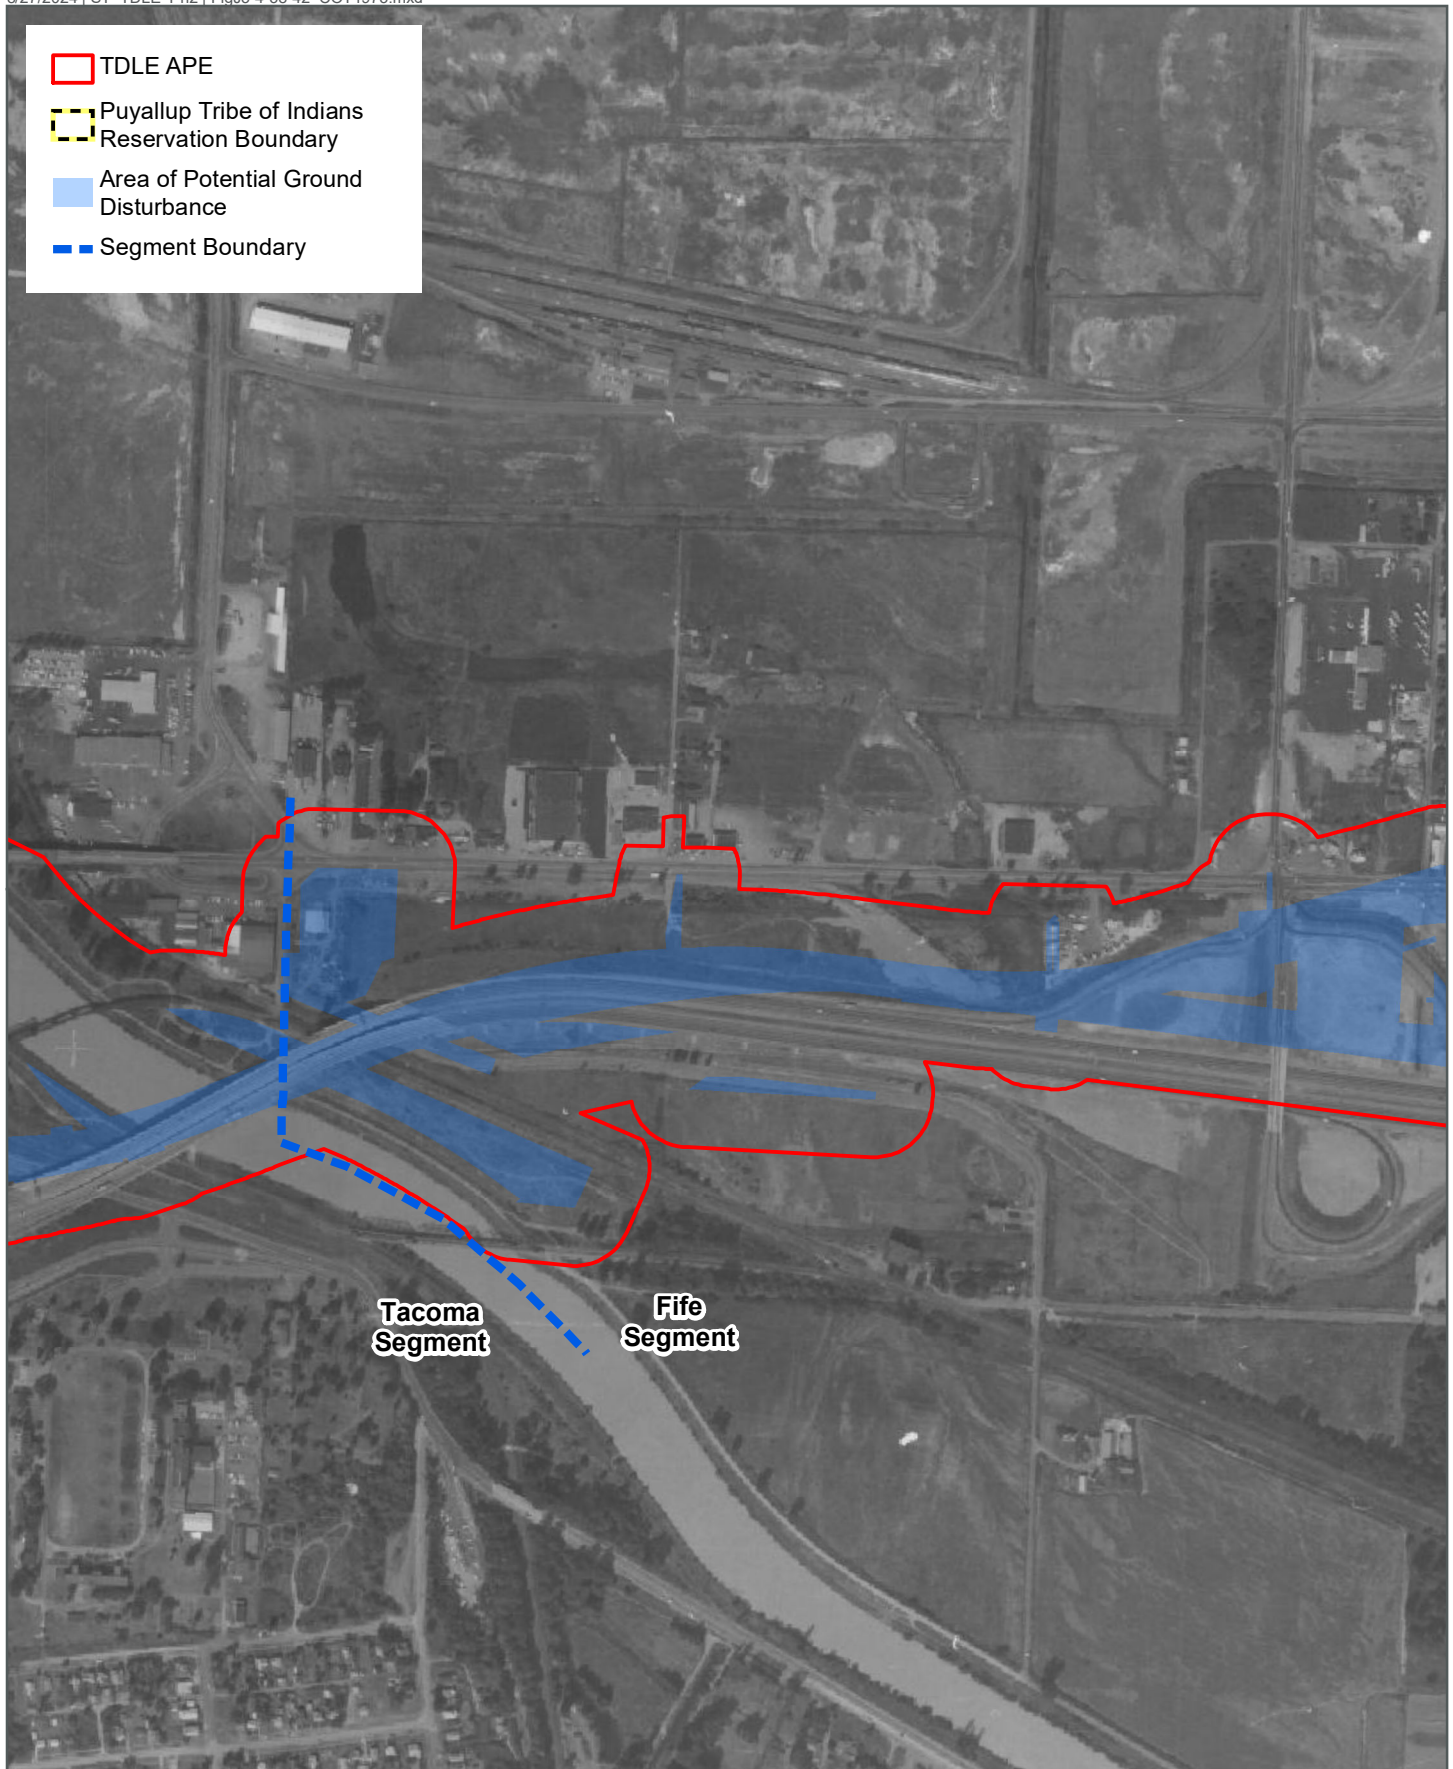 TDLE APE
Puyallup Tribe of Indians
Reservation Boundary
Area of Potential Ground
Disturbance
Segment Boundary
Tacoma
Segment
Fife
Segment